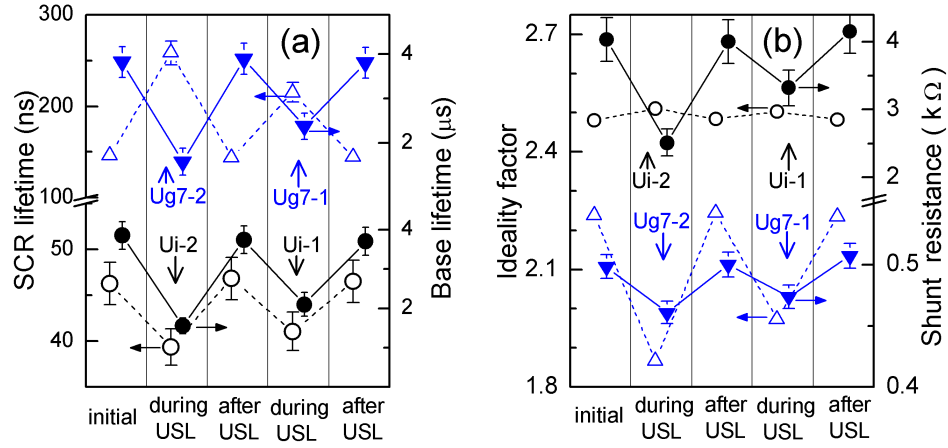 300
250
200
150
100
50
40
SCR lifetime (ns)
(a)
Ug7-2
Ug7-1
Ui-2
Ui-1
4
2
4
2
Base lifetime (μs)
initial
during
USL
after
USL
during
USL
after
USL
2.7
2.4
2.1
1.8
Ideality factor
(b)
Ui-2
Ui-1
Ug7-2
Ug7-1
4
3
2
0.5
0.4
Shunt resistance (kΩ)
initial
during
USL
after
USL
during
USL
after
USL